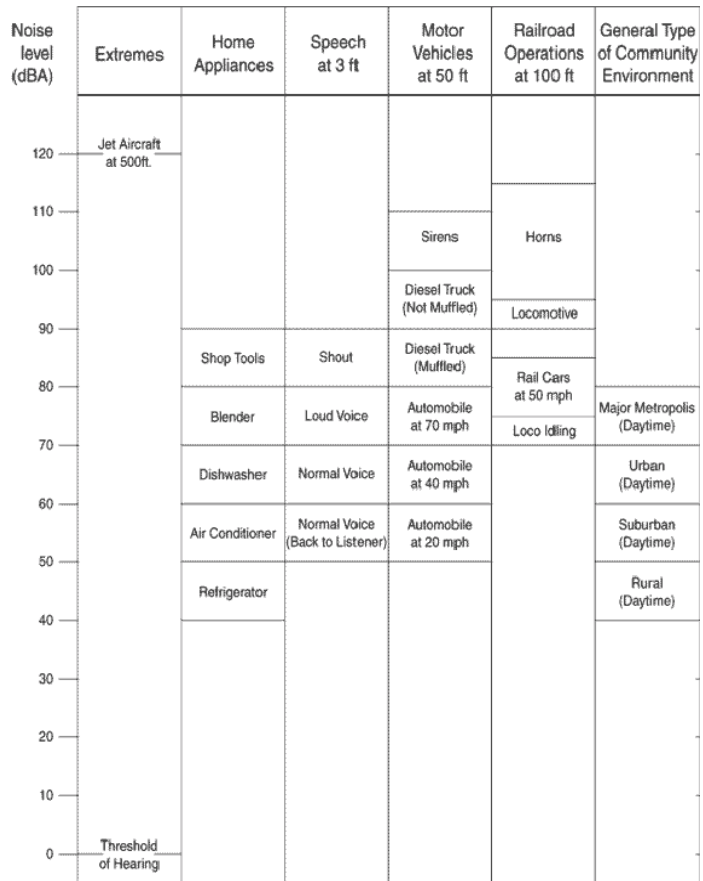 Noise
level
(dBA)
Extremes
Home
Appliances
Speech
at 3 ft
Motor
Vehicles
at 50 ft
Railroad
Operations
at 100 ft
General Type
of Community
Environment
120
Jet Aircraft
at 500ft.
110
Sirens
Horns
100
Diesel Truck
(Not Muffled)
Locomotive
90
Shop Tools
Shout
Diesel Truck
(Muffled)
Rail Cars
at 50 mph
80
Blender
Loud Voice
Automobile
at 70 mph
Loco Idling
Major Metropolis
(Daytime)
70
Dishwasher
Normal Voice
Automobile
at 40 mph
Urban
(Daytime)
60
Air Conditioner
Normal Voice
(Back to Listener)
Automobile
at 20 mph
Suburban
(Daytime)
50
Refrigerator
Rural
(Daytime)
40
30
20
10
0
Threshold
of Hearing